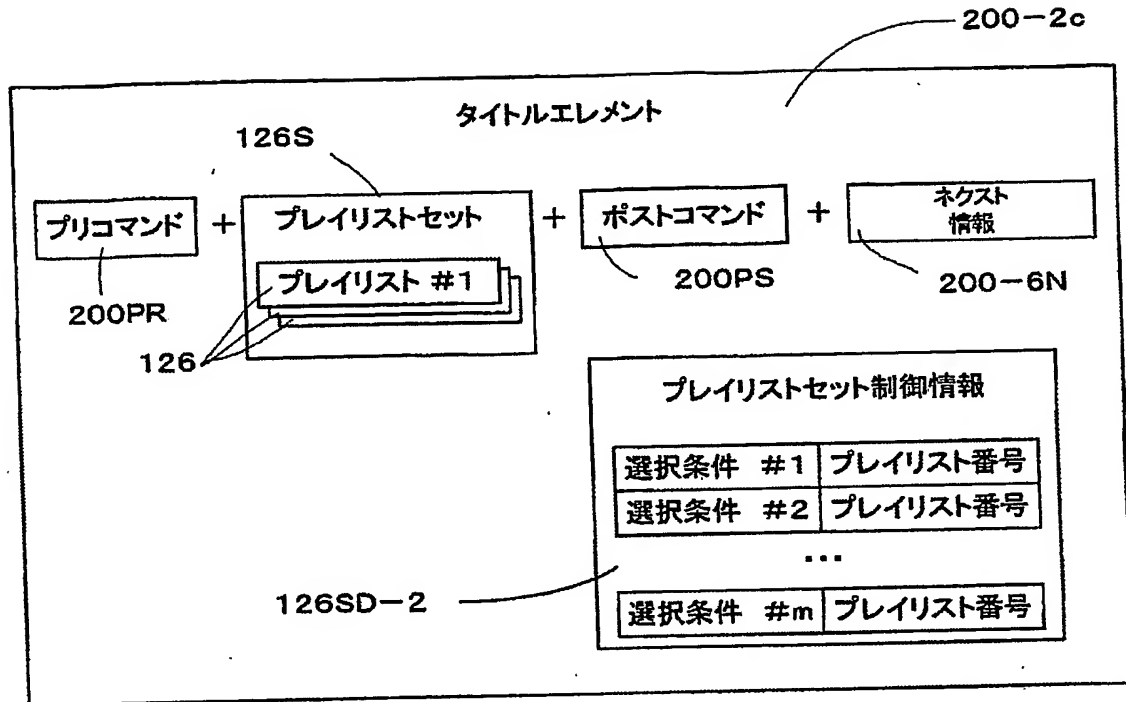 200-2c
タイトルエレメント
126S
プリコマンド + プレイリストセット + ポストコマンド + ネクスト
情報
プレイリスト #1
200PR
200PS
200-6N
126
プレイリストセット制御情報
選択条件 #1 プレイリスト番号
選択条件 #2 プレイリスト番号
...
126SD-2
選択条件 #m プレイリスト番号